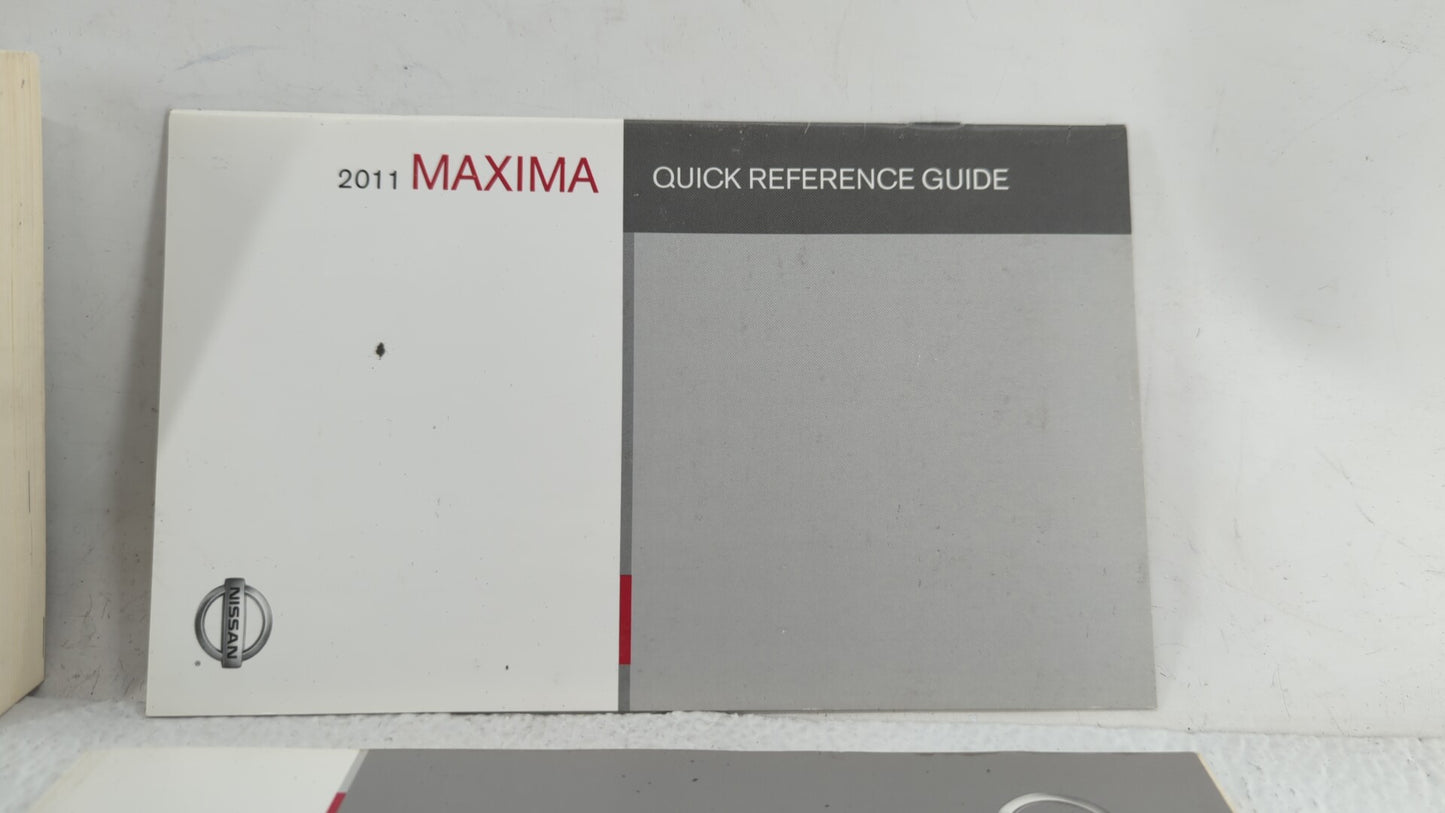 2011 MAXIMA
QUICK REFERENCE GUIDE
NISSAN
®